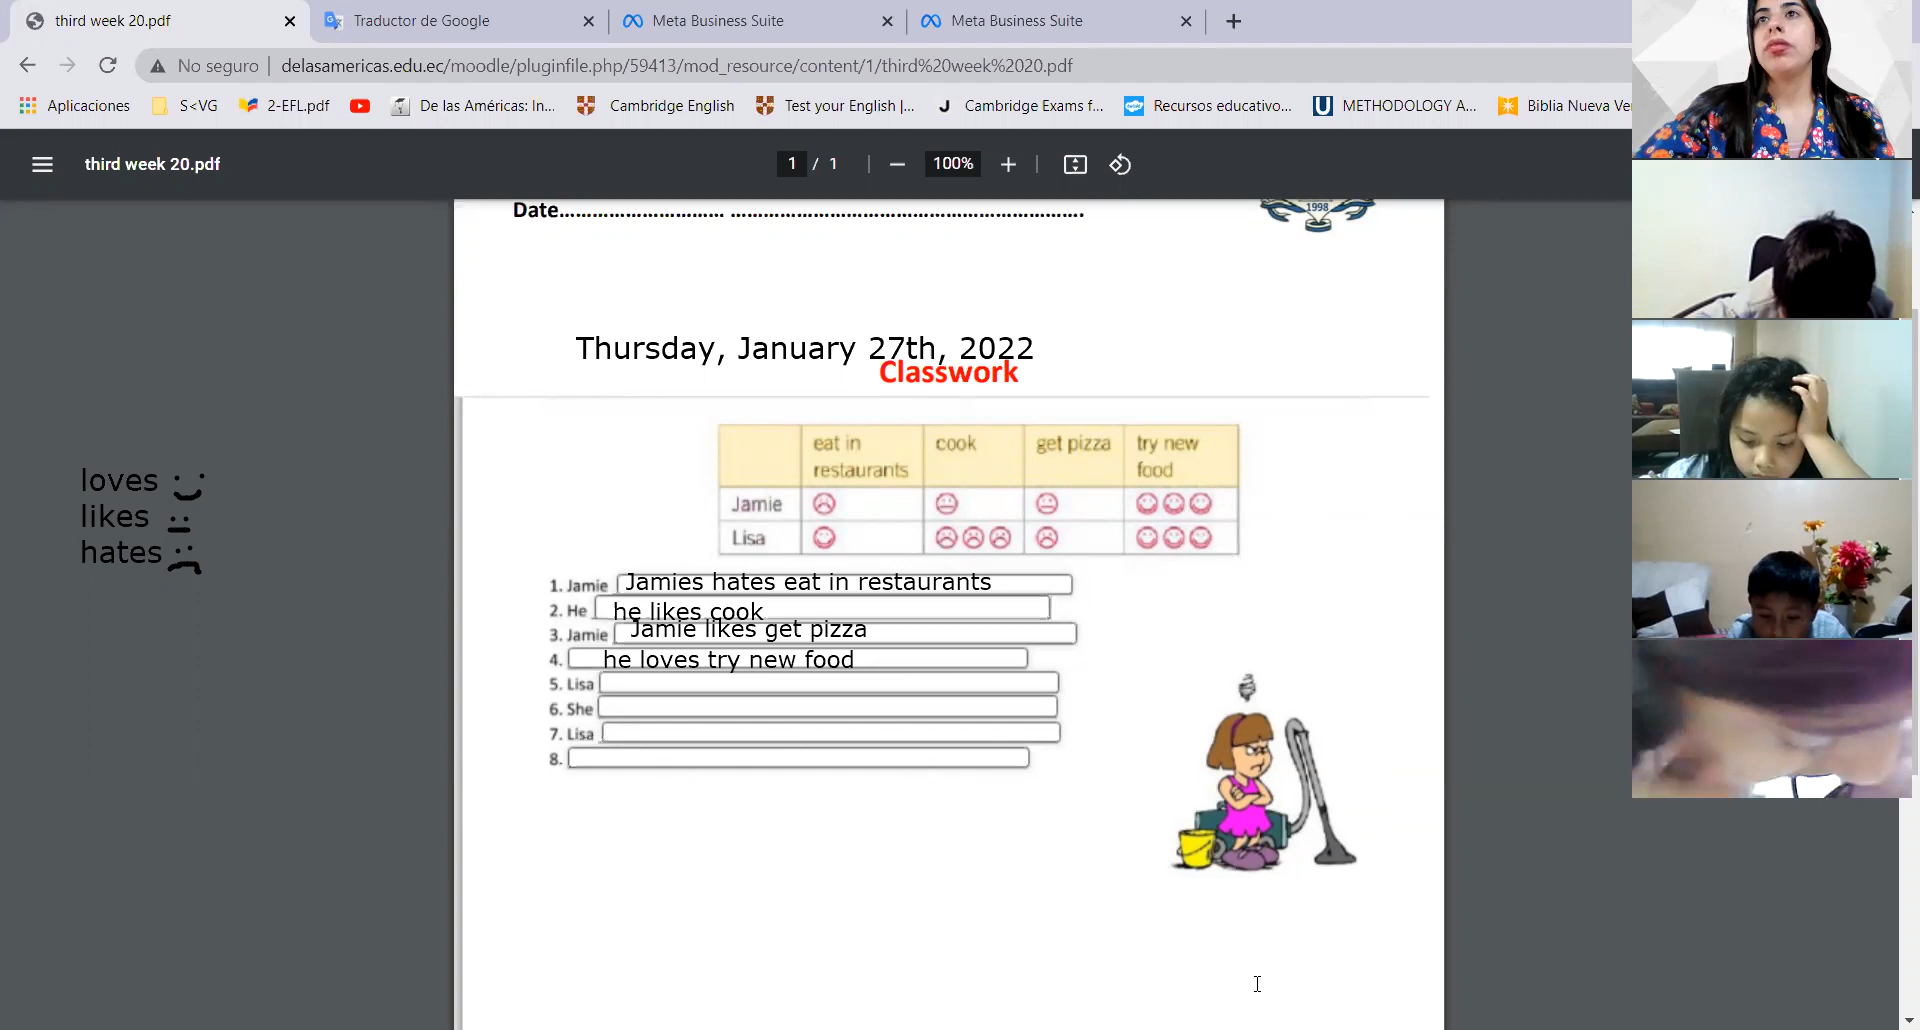 third week 20.pdf
Traductor de Google
Meta Business Suite
Meta Business Suite
No seguro
delasamericas.edu.ec/moodle/pluginfile.php/59413/mod_resource/content/1/third%20week%2020.pdf
Aplicaciones
S<VG
2-EFL.pdf
De las Américas: In...
Cambridge English
Test your English |...
Cambridge Exams f...
Recursos educativo...
METHODOLOGY A...
Biblia Nueva Ver
third week 20.pdf
1 / 1
100%
Date.................................................................................
1998
Thursday, January 27th, 2022
Classwork
eat in restaurants cook get pizza try new food
Jamie
Lisa
loves
likes
hates
1. Jamie Jamies hates eat in restaurants
2. He he likes cook
3. Jamie Jamie likes get pizza
4. he loves try new food
5. Lisa
6. She
7. Lisa
8.